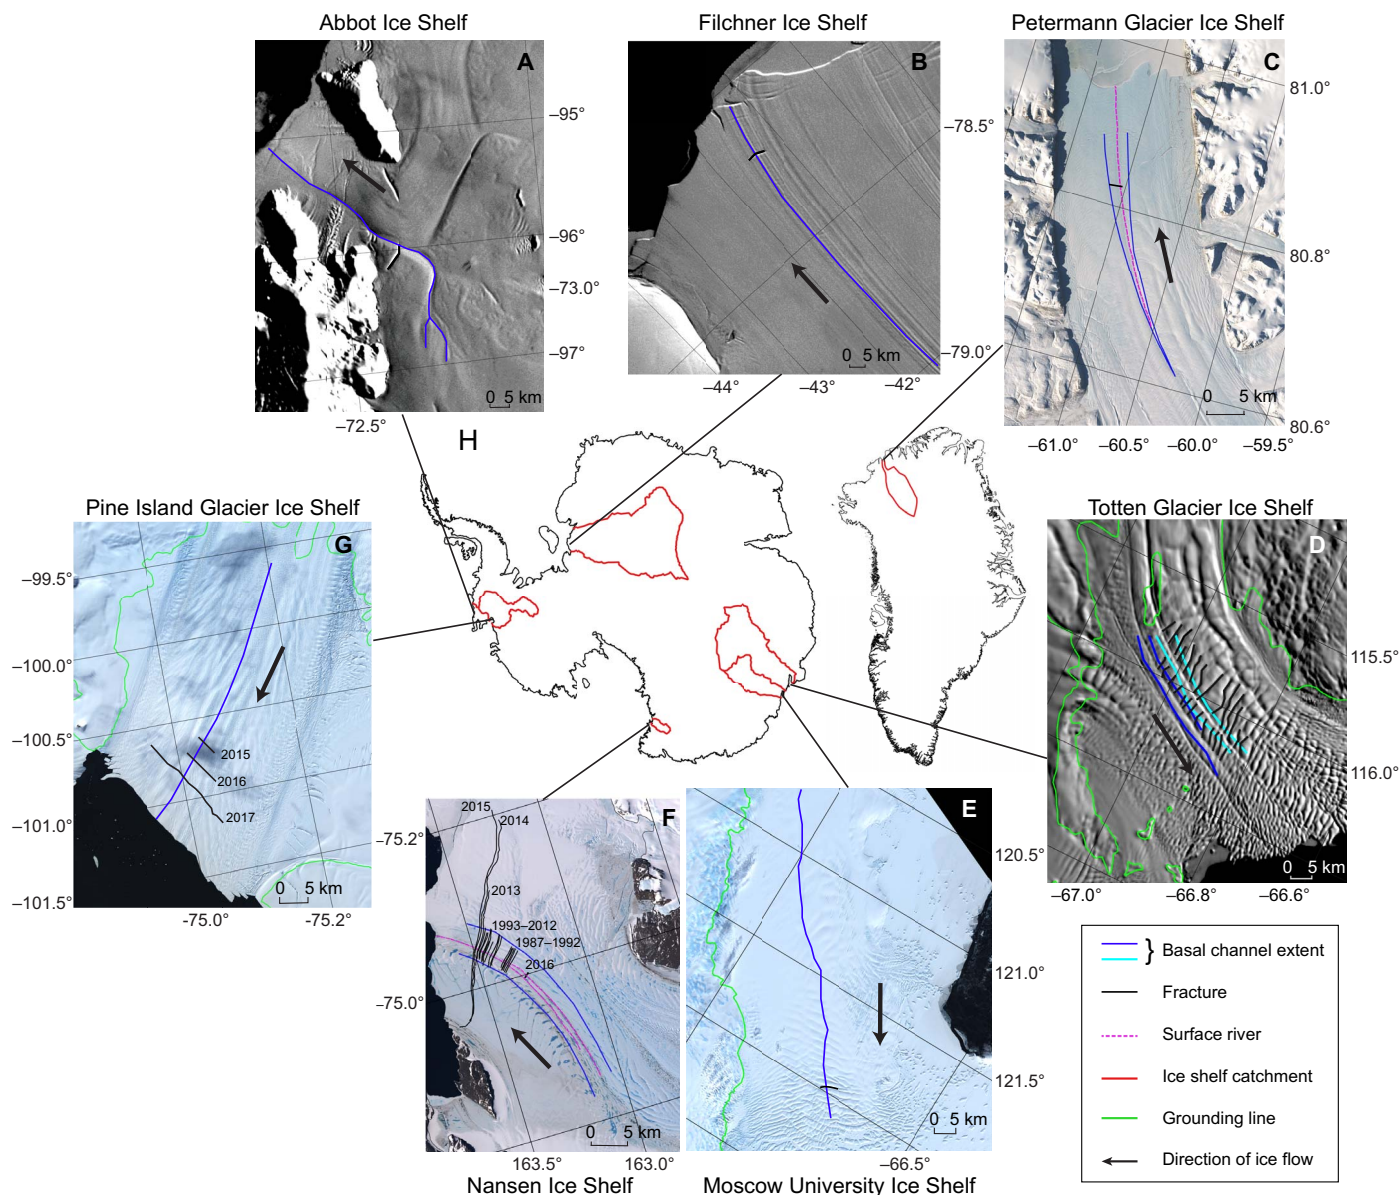 Abbot Ice Shelf
Filchner Ice Shelf
Petermann Glacier Ice Shelf
A
–95°
–96°
–73.0°
–97°
0 5 km
–72.5°
B
–78.5°
–79.0°
0 5 km
–44°
–43°
–42°
C
81.0°
80.8°
80.6°
0 5 km
–61.0°
–60.5°
–60.0°
–59.5°
H
Pine Island Glacier Ice Shelf
G
–99.5°
–100.0°
–100.5°
–101.0°
–101.5°
2015
2016
2017
0 5 km
-75.0°
-75.2°
Totten Glacier Ice Shelf
D
115.5°
116.0°
0 5 km
–67.0°
–66.8°
–66.6°
F
2015
2014
2013
1993–2012
1987–1992
2016
–75.2°
–75.0°
0 5 km
163.5°
163.0°
Nansen Ice Shelf
E
120.5°
121.0°
121.5°
0 5 km
–66.5°
Moscow University Ice Shelf
} Basal channel extent
Fracture
Surface river
Ice shelf catchment
Grounding line
Direction of ice flow